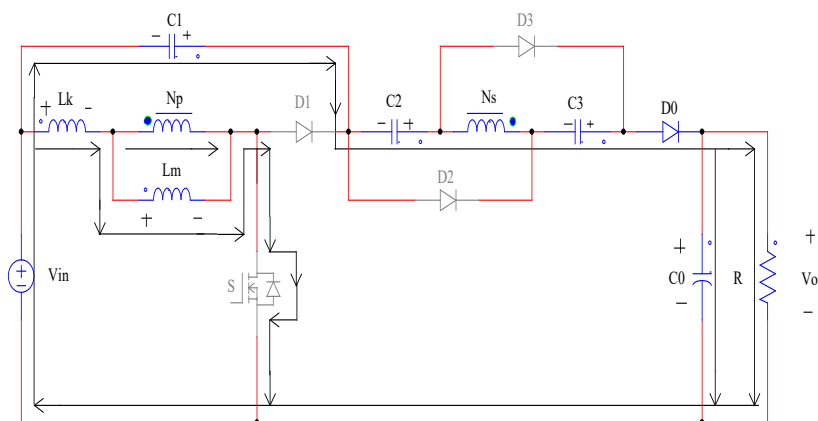 C1
− +
D3
Lk
+ -
Np
D1
C2
− +
Ns
C3
− +
D0
Lm
+ −
D2
Vin
S
+
C0
−
R
+
Vo
−